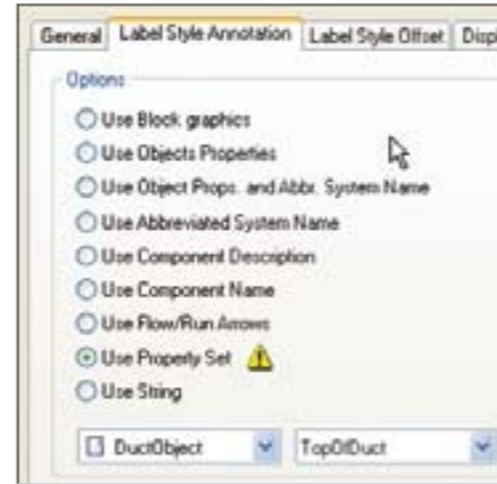 General Label Style Annotation Label Style Offset Displ
Options
Use Block graphics
Use Objects Properties
Use Object Props. and Abbr. System Name
Use Abbreviated System Name
Use Component Description
Use Component Name
Use Flow/Run Arrows
Use Property Set
Use String
DuctObject TopOfDuct